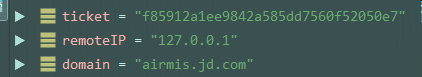 ticket = "f85912a1ee9842a585dd7560f52050e7"
remoteIP = "127.0.0.1"
domain = "airmis.jd.com"